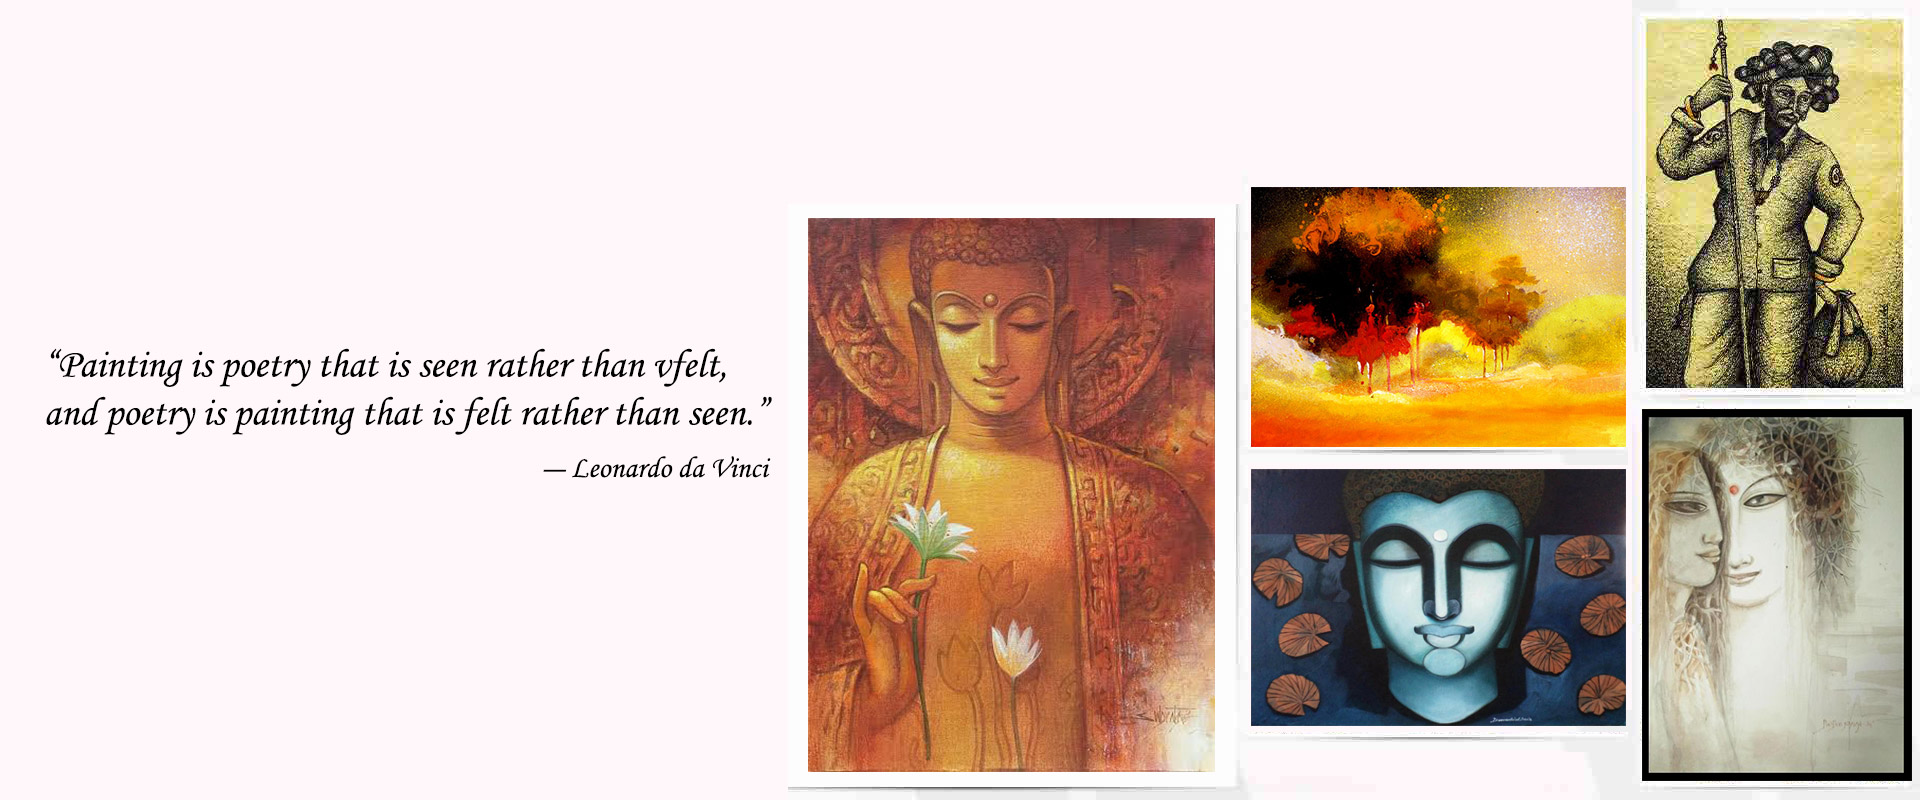 “Painting is poetry that is seen rather than vfelt,
and poetry is painting that is felt rather than seen.”
— Leonardo da Vinci